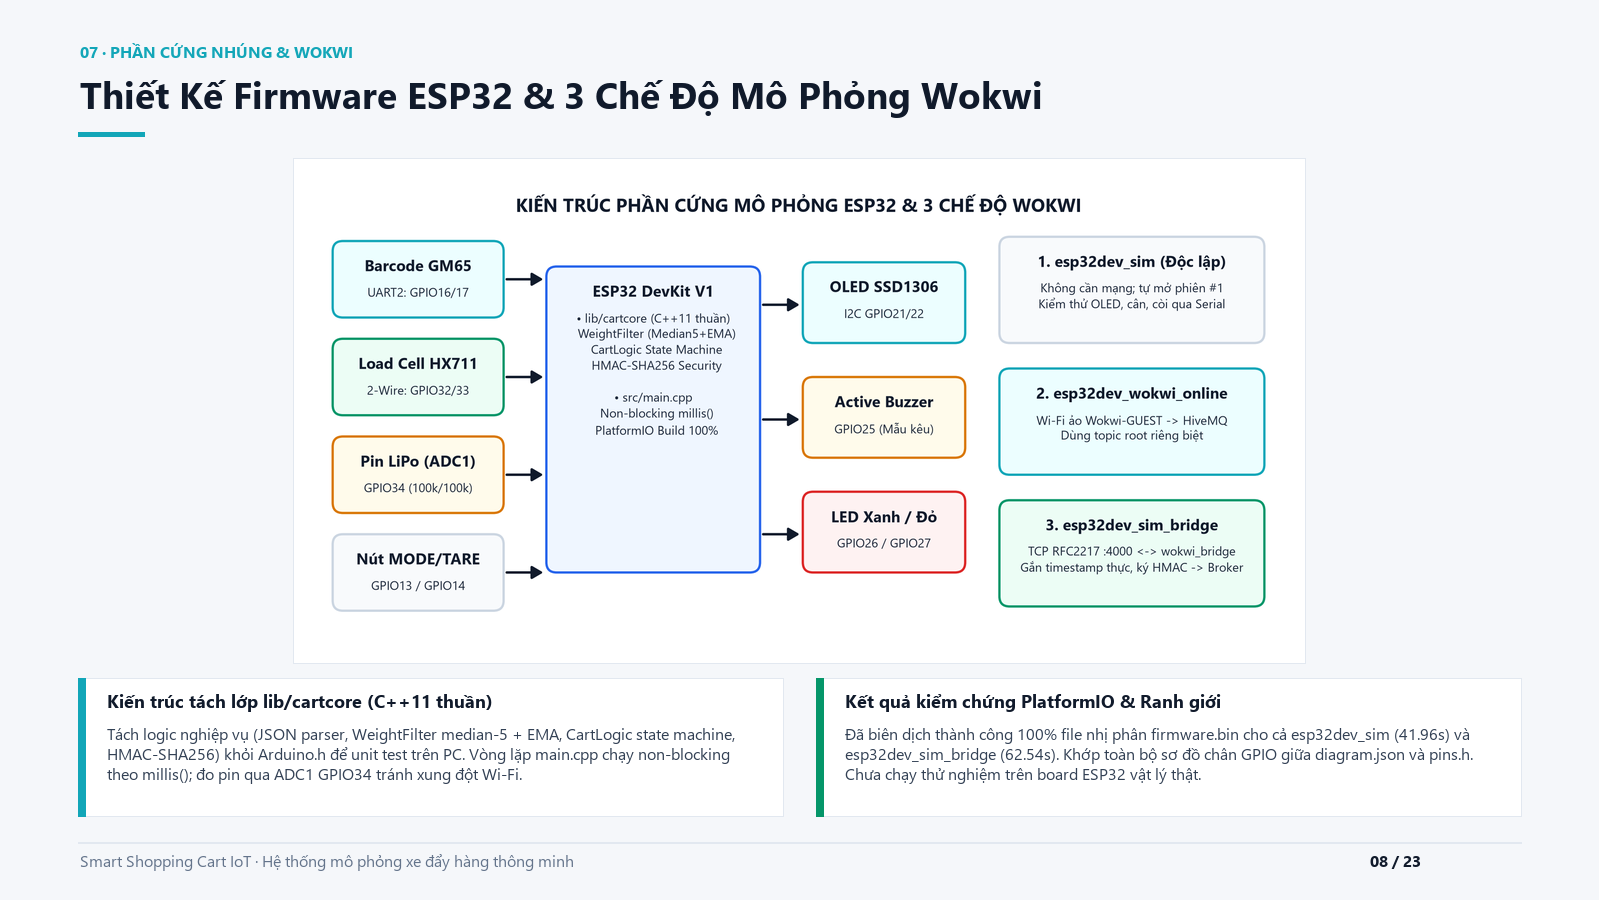 07 · PHẦN CỨNG NHÚNG & WOKWI
Thiết Kế Firmware ESP32 & 3 Chế Độ Mô Phỏng Wokwi
KIẾN TRÚC PHẦN CỨNG MÔ PHỎNG ESP32 & 3 CHẾ ĐỘ WOKWI
Barcode GM65
UART2: GPIO16/17
Load Cell HX711
2-Wire: GPIO32/33
Pin LiPo (ADC1)
GPIO34 (100k/100k)
Nút MODE/TARE
GPIO13 / GPIO14
ESP32 DevKit V1
• lib/cartcore (C++11 thuần)
WeightFilter (Median5+EMA)
CartLogic State Machine
HMAC-SHA256 Security
• src/main.cpp
Non-blocking millis()
PlatformIO Build 100%
OLED SSD1306
I2C GPIO21/22
Active Buzzer
GPIO25 (Mẫu kêu)
LED Xanh / Đỏ
GPIO26 / GPIO27
1. esp32dev_sim (Độc lập)
Không cần mạng; tự mở phiên #1
Kiểm thử OLED, cân, còi qua Serial
2. esp32dev_wokwi_online
Wi-Fi ảo Wokwi-GUEST -> HiveMQ
Dùng topic root riêng biệt
3. esp32dev_sim_bridge
TCP RFC2217 :4000 <-> wokwi_bridge
Gắn timestamp thực, ký HMAC -> Broker
Kiến trúc tách lớp lib/cartcore (C++11 thuần)
Tách logic nghiệp vụ (JSON parser, WeightFilter median-5 + EMA, CartLogic state machine,
HMAC-SHA256) khỏi Arduino.h để unit test trên PC. Vòng lặp main.cpp chạy non-blocking
theo millis(); đo pin qua ADC1 GPIO34 tránh xung đột Wi-Fi.
Kết quả kiểm chứng PlatformIO & Ranh giới
Đã biên dịch thành công 100% file nhị phân firmware.bin cho cả esp32dev_sim (41.96s) và
esp32dev_sim_bridge (62.54s). Khớp toàn bộ sơ đồ chân GPIO giữa diagram.json và pins.h.
Chưa chạy thử nghiệm trên board ESP32 vật lý thật.
Smart Shopping Cart IoT · Hệ thống mô phỏng xe đẩy hàng thông minh
08 / 23